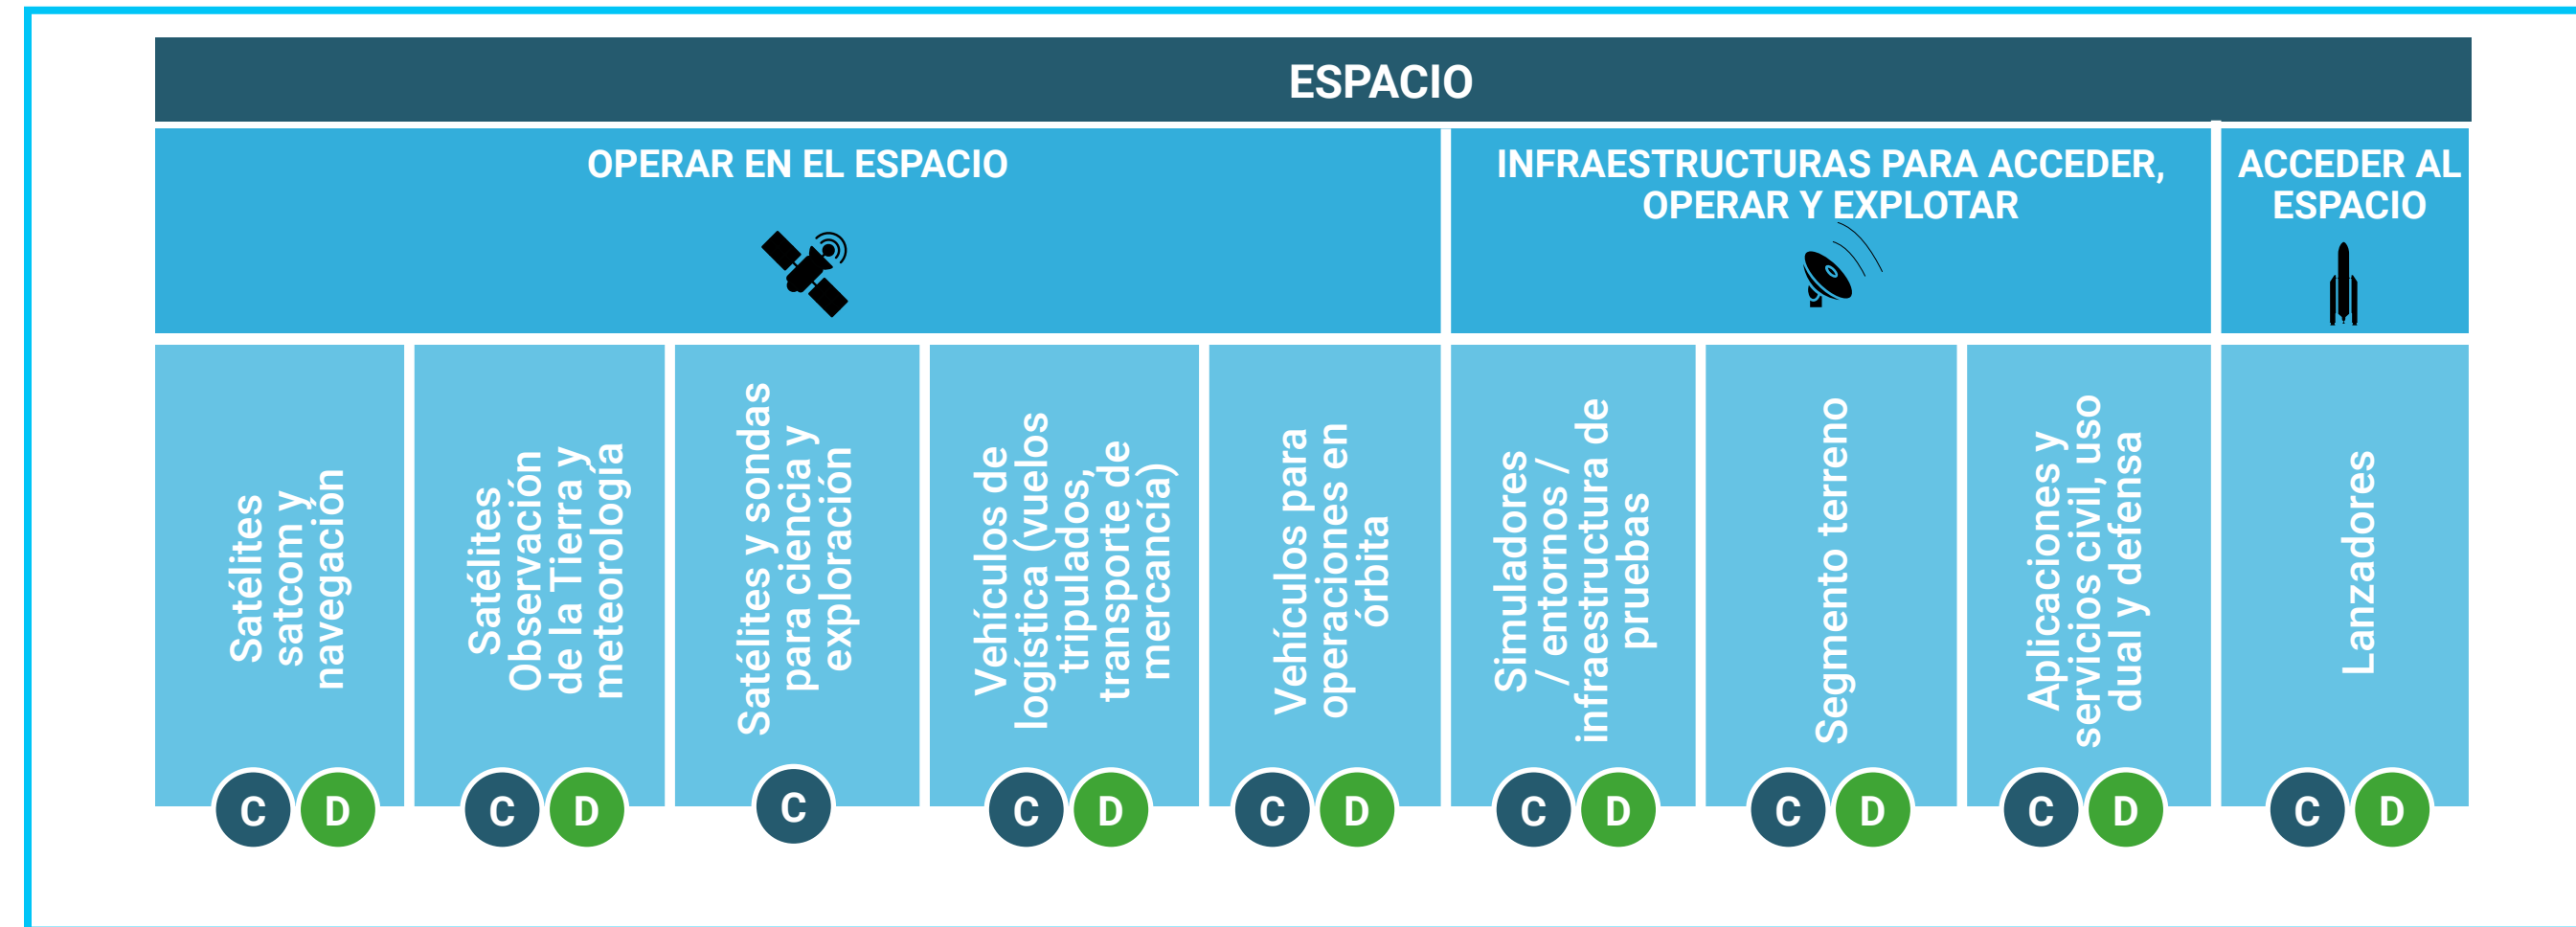 ESPACIO
OPERAR EN EL ESPACIO
INFRAESTRUCTURAS PARA ACCEDER,
OPERAR Y EXPLOTAR
ACCEDER AL
ESPACIO
Satélites
satcom y
navegación
C D
Satélites
Observación
de la Tierra y
meteorología
C D
Satélites y sondas
para ciencia y
exploración
C
Vehículos de
logística (vuelos
tripulados,
transporte de
mercancía)
C D
Vehículos para
operaciones en
órbita
C D
Simuladores
/ entornos /
infraestructura de
pruebas
C D
Segmento terreno
C D
Aplicaciones y
servicios civil, uso
dual y defensa
C D
Lanzadores
C D